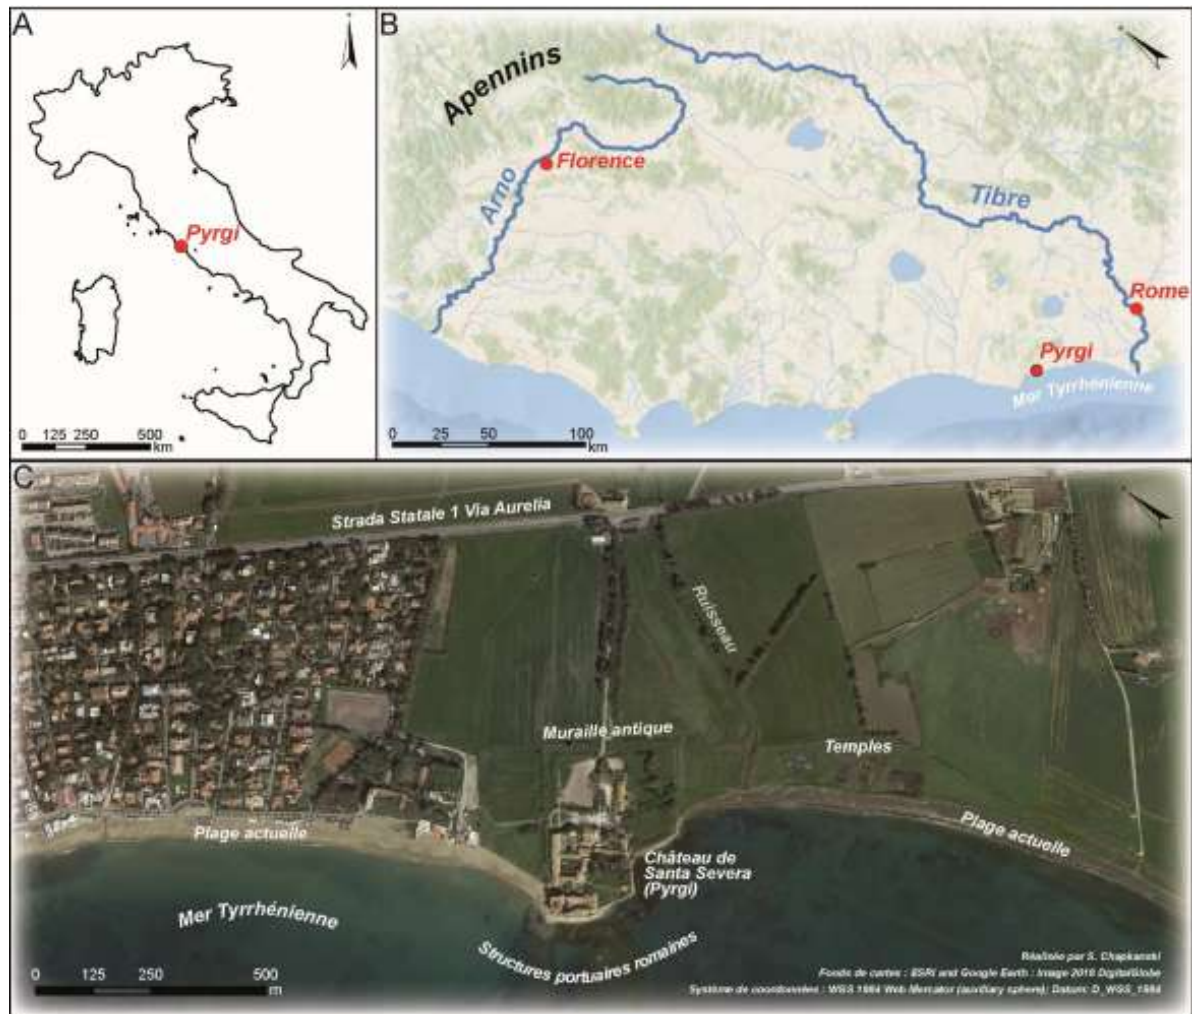 A
Pyrgi
0 125 250 500
km
B
Apennins
Florence
Arno
Tibre
Rome
Pyrgi
Mer Tyrrhénienne
0 25 50 100
km
C
Strada Statale 1 Via Aurelia
Ruisseau
Muraille antique
Temples
Plage actuelle
Plage actuelle
Château de
Santa Severa
(Pyrgi)
Mer Tyrrhénienne
Structures portuaires romaines
0 125 250 500
m
Réalisée par S. Chapkanski
Fonds de cartes : ESRI and Google Earth : Image 2016 DigitalGlobe
Système de coordonnées : WGS 1984 Web Mercator (auxiliary sphere); Datum: D_WGS_1984